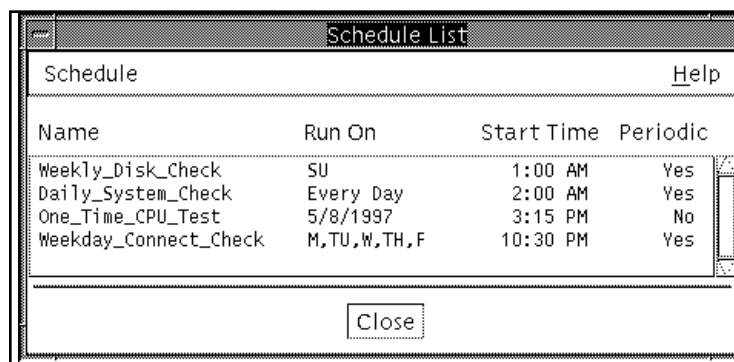 Schedule List
Schedule Help
Name Run On Start Time Periodic
Weekly_Disk_Check SU 1:00 AM Yes
Daily_System_Check Every Day 2:00 AM Yes
One_Time_CPU_Test 5/8/1997 3:15 PM No
Weekday_Connect_Check M,TU,W,TH,F 10:30 PM Yes
Close